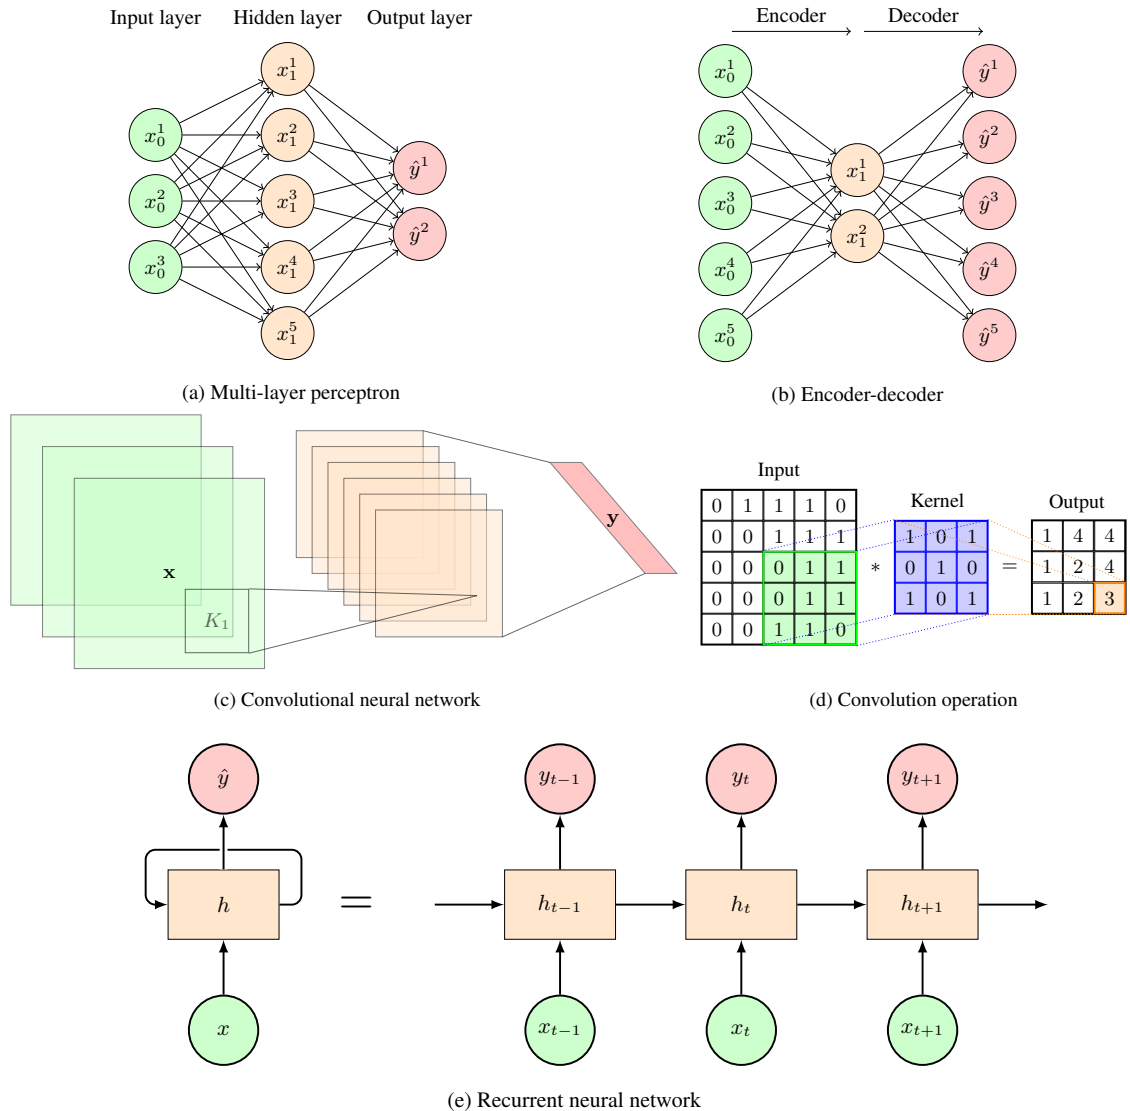 Input layer Hidden layer Output layer
x_0^1
x_0^2
x_0^3
x_1^1
x_1^2
x_1^3
x_1^4
x_1^5
ŷ^1
ŷ^2
(a) Multi-layer perceptron
Encoder Decoder
x_0^1
x_0^2
x_0^3
x_0^4
x_0^5
x_1^1
x_1^2
ŷ^1
ŷ^2
ŷ^3
ŷ^4
ŷ^5
(b) Encoder-decoder
x
K_1
y
(c) Convolutional neural network
Input
0 1 1 1 0
0 0 1 1 1
0 0 0 1 1
0 0 0 1 1
0 0 1 1 0
*
Kernel
1 0 1
0 1 0
1 0 1
=
Output
1 4 4
1 2 4
1 2 3
(d) Convolution operation
ŷ
h
x
=
y_{t−1} y_t y_{t+1}
h_{t−1} h_t h_{t+1}
x_{t−1} x_t x_{t+1}
(e) Recurrent neural network